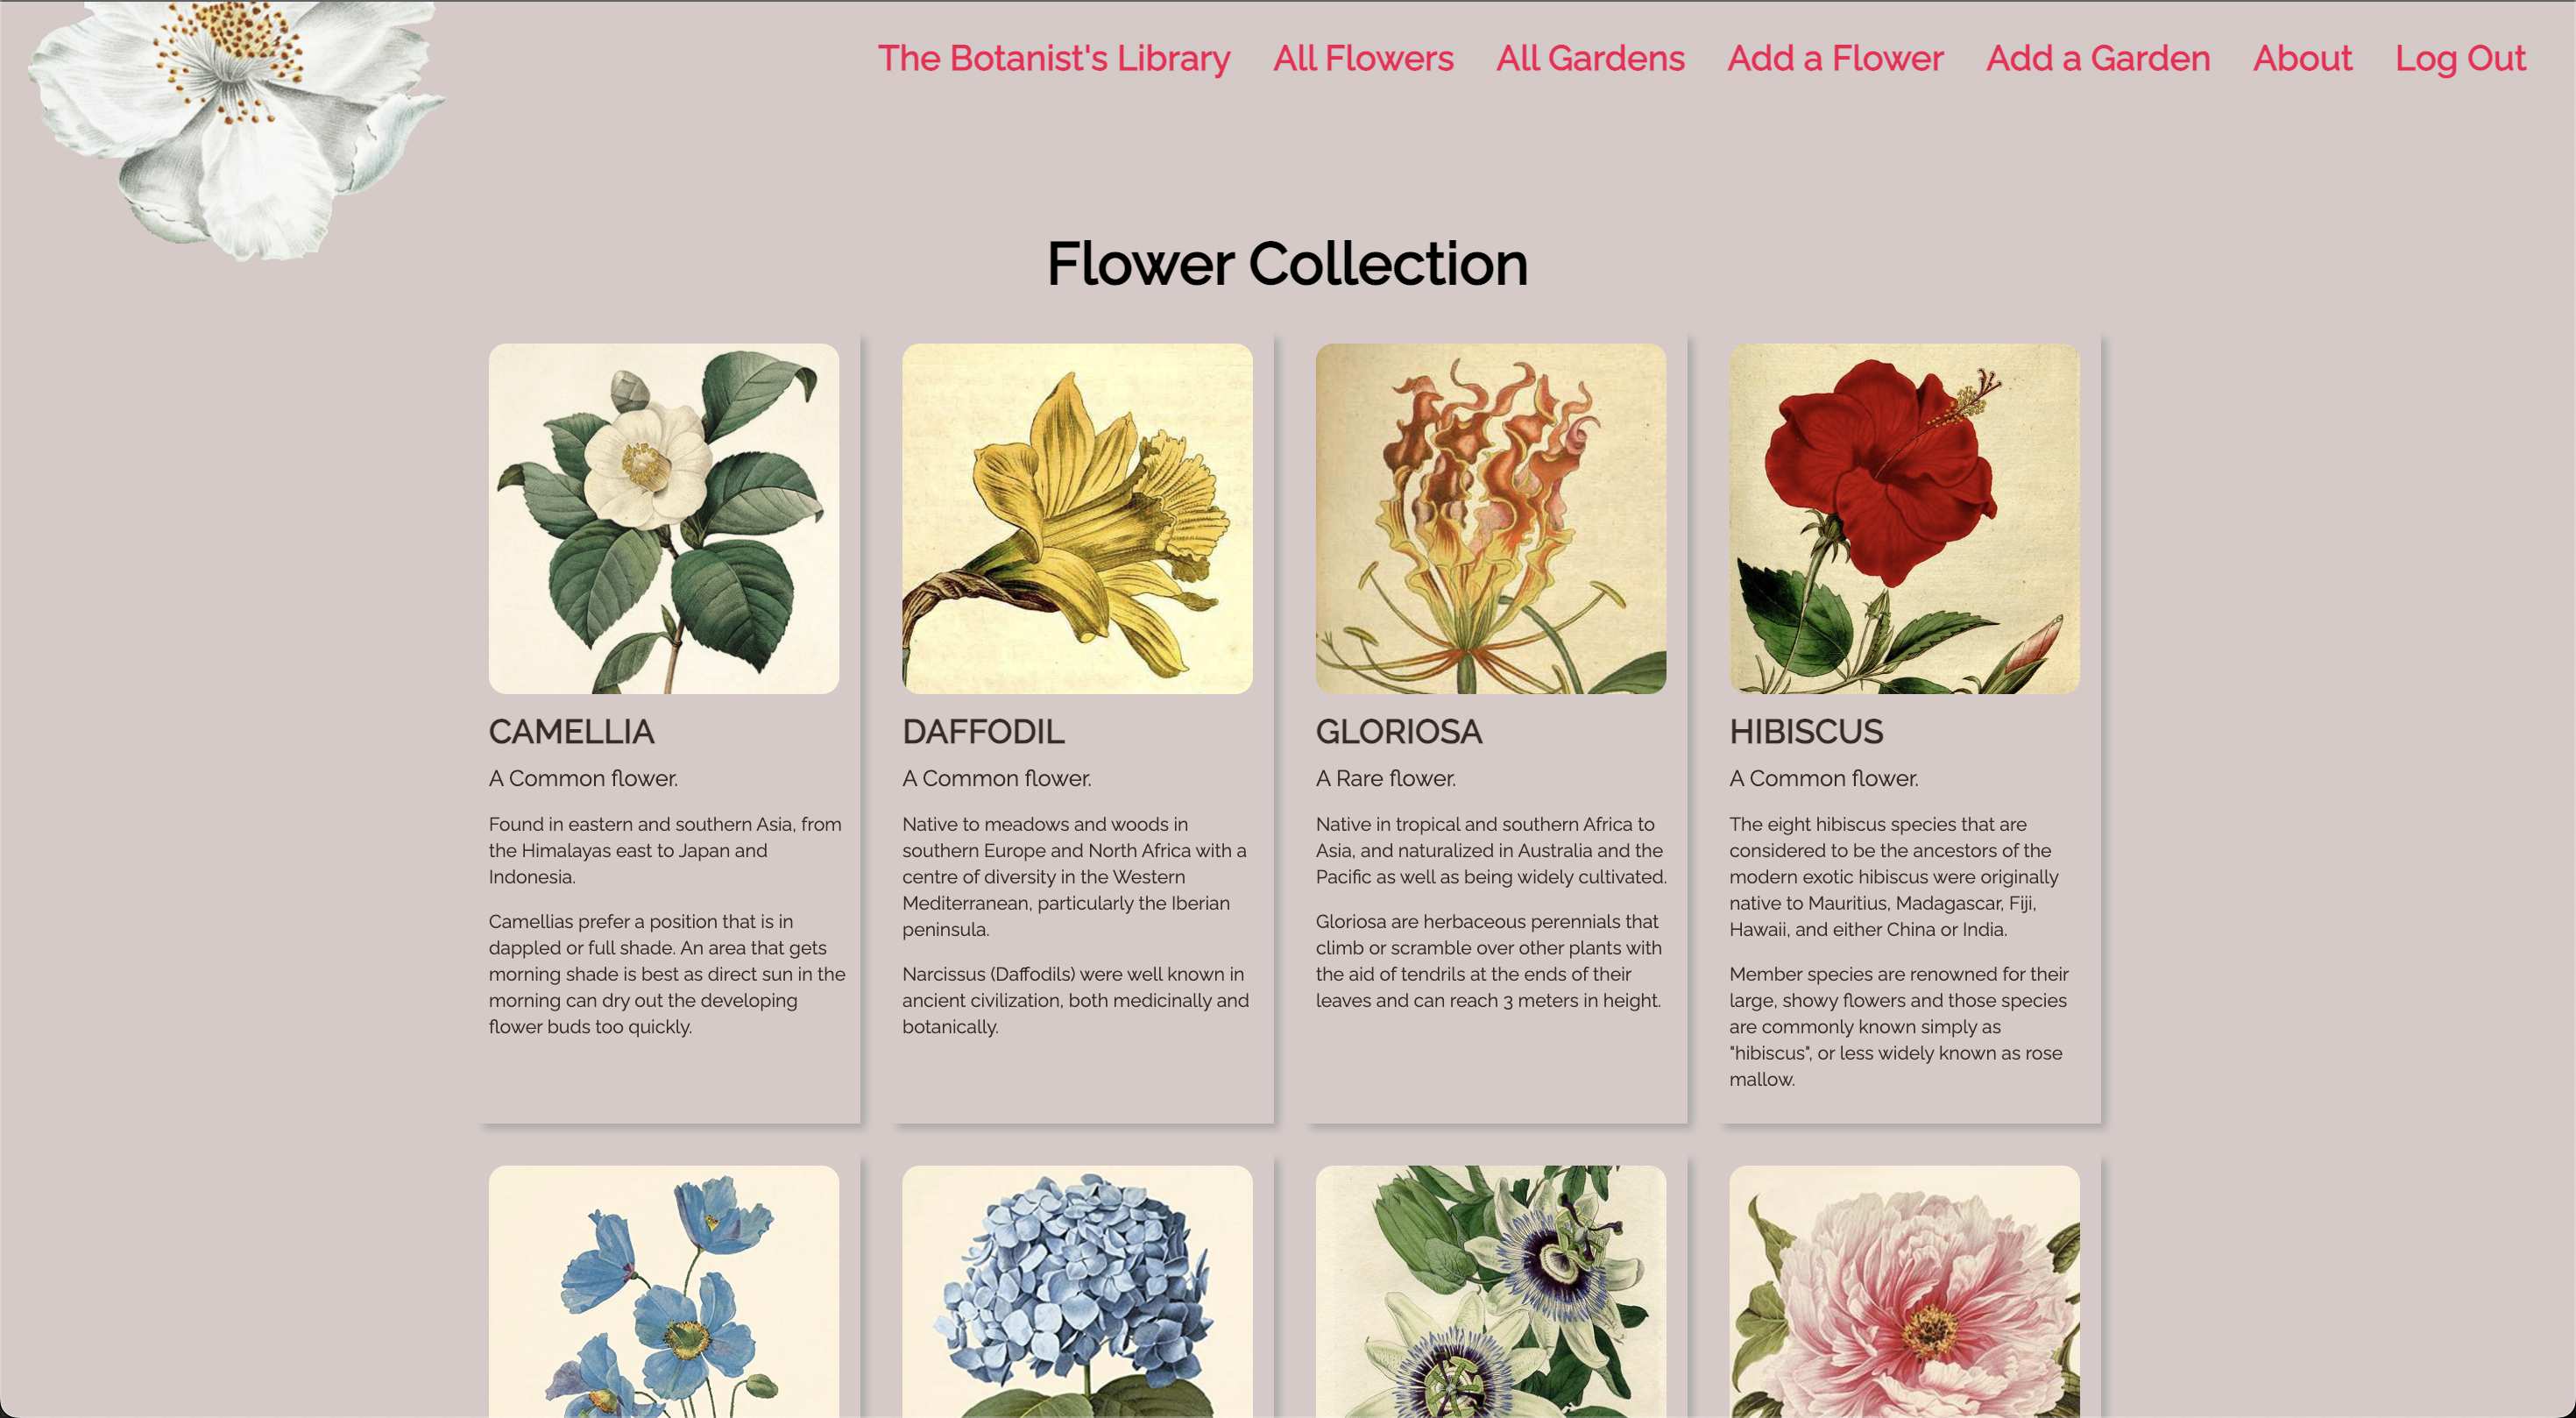 The Botanist's Library All Flowers All Gardens Add a Flower Add a Garden About Log Out
Flower Collection
CAMELLIA
A Common flower.
Found in eastern and southern Asia, from
the Himalayas east to Japan and
Indonesia.
Camellias prefer a position that is in
dappled or full shade. An area that gets
morning shade is best as direct sun in the
morning can dry out the developing
flower buds too quickly.
DAFFODIL
A Common flower.
Native to meadows and woods in
southern Europe and North Africa with a
centre of diversity in the Western
Mediterranean, particularly the Iberian
peninsula.
Narcissus (Daffodils) were well known in
ancient civilization, both medicinally and
botanically.
GLORIOSA
A Rare flower.
Native in tropical and southern Africa to
Asia, and naturalized in Australia and the
Pacific as well as being widely cultivated.
Gloriosa are herbaceous perennials that
climb or scramble over other plants with
the aid of tendrils at the ends of their
leaves and can reach 3 meters in height.
HIBISCUS
A Common flower.
The eight hibiscus species that are
considered to be the ancestors of the
modern exotic hibiscus were originally
native to Mauritius, Madagascar, Fiji,
Hawaii, and either China or India.
Member species are renowned for their
large, showy flowers and those species
are commonly known simply as
"hibiscus", or less widely known as rose
mallow.